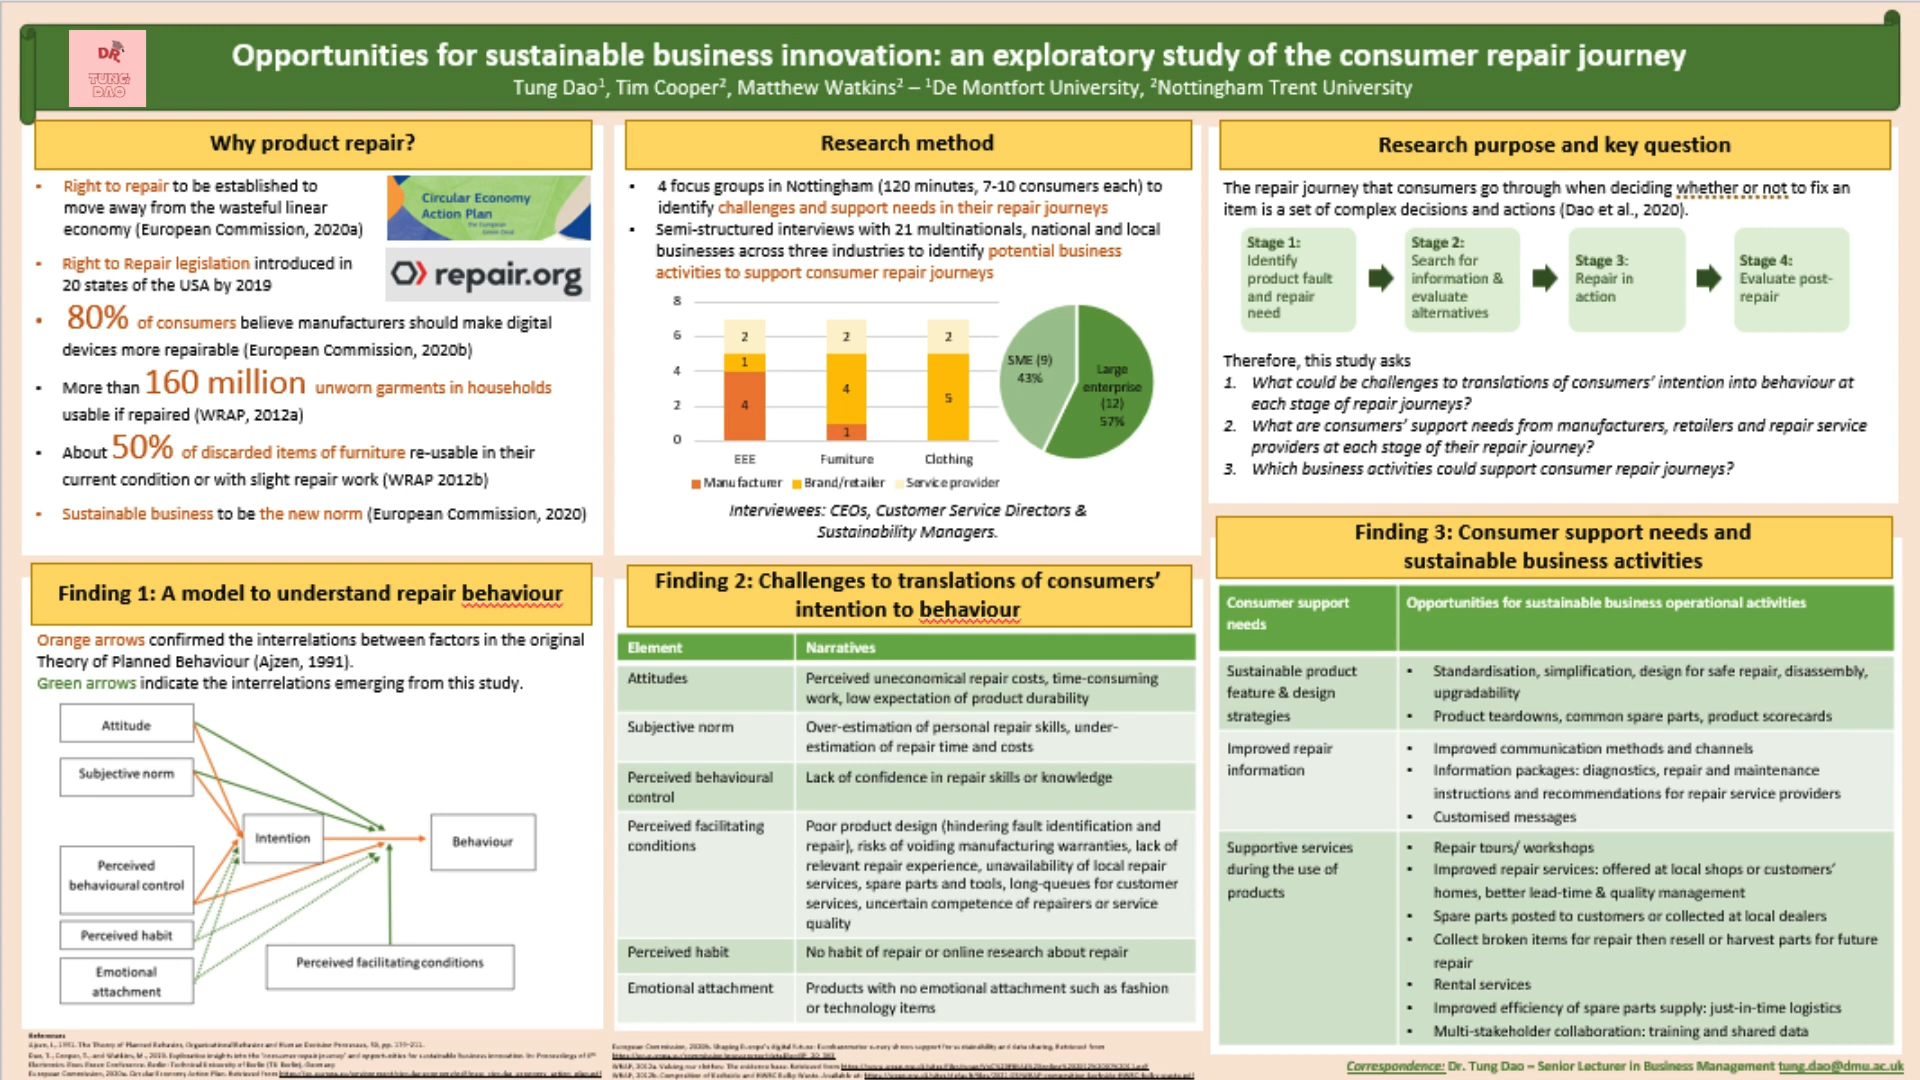 DR
TUNG
DAO
Opportunities for sustainable business innovation: an exploratory study of the consumer repair journey
Tung Dao¹, Tim Cooper², Matthew Watkins² – ¹De Montfort University, ²Nottingham Trent University
Why product repair?
• Right to repair to be established to
move away from the wasteful linear
economy (European Commission, 2020a)
Circular Economy
Action Plan
• Right to Repair legislation introduced in
20 states of the USA by 2019
repair.org
• 80% of consumers believe manufacturers should make digital
devices more repairable (European Commission, 2020b)
• More than 160 million unworn garments in households
usable if repaired (WRAP, 2012a)
• About 50% of discarded items of furniture re-usable in their
current condition or with slight repair work (WRAP 2012b)
• Sustainable business to be the new norm (European Commission, 2020)
Research method
• 4 focus groups in Nottingham (120 minutes, 7-10 consumers each) to
identify challenges and support needs in their repair journeys
• Semi-structured interviews with 21 multinationals, national and local
businesses across three industries to identify potential business
activities to support consumer repair journeys
8
6
4
2
0
2
1
4
2
4
1
2
5
EEE
Furniture
Clothing
Manufacturer
Brand/retailer
Service provider
SME (9)
43%
Large
enterprise
(12)
57%
Interviewees: CEOs, Customer Service Directors &
Sustainability Managers.
Research purpose and key question
The repair journey that consumers go through when deciding whether or not to fix an
item is a set of complex decisions and actions (Dao et al., 2020).
Stage 1:
Identify
product fault
and repair
need
Stage 2:
Search for
information &
evaluate
alternatives
Stage 3:
Repair in
action
Stage 4:
Evaluate post-
repair
Therefore, this study asks
1. What could be challenges to translations of consumers’ intention into behaviour at
each stage of repair journeys?
2. What are consumers’ support needs from manufacturers, retailers and repair service
providers at each stage of their repair journey?
3. Which business activities could support consumer repair journeys?
Finding 1: A model to understand repair behaviour
Orange arrows confirmed the interrelations between factors in the original
Theory of Planned Behaviour (Ajzen, 1991).
Green arrows indicate the interrelations emerging from this study.
Attitude
Subjective norm
Intention
Behaviour
Perceived
behavioural control
Perceived habit
Emotional
attachment
Perceived facilitating conditions
Finding 2: Challenges to translations of consumers’
intention to behaviour
Element
Narratives
Attitudes
Perceived uneconomical repair costs, time-consuming
work, low expectation of product durability
Subjective norm
Over-estimation of personal repair skills, under-
estimation of repair time and costs
Perceived behavioural
control
Lack of confidence in repair skills or knowledge
Perceived facilitating
conditions
Poor product design (hindering fault identification and
repair), risks of voiding manufacturing warranties, lack of
relevant repair experience, unavailability of local repair
services, spare parts and tools, long-queues for customer
services, uncertain competence of repairers or service
quality
Perceived habit
No habit of repair or online research about repair
Emotional attachment
Products with no emotional attachment such as fashion
or technology items
Finding 3: Consumer support needs and
sustainable business activities
Consumer support
needs
Opportunities for sustainable business operational activities
Sustainable product
feature & design
strategies
• Standardisation, simplification, design for safe repair, disassembly,
upgradability
• Product teardowns, common spare parts, product scorecards
Improved repair
information
• Improved communication methods and channels
• Information packages: diagnostics, repair and maintenance
instructions and recommendations for repair service providers
• Customised messages
Supportive services
during the use of
products
• Repair tours/ workshops
• Improved repair services: offered at local shops or customers’
homes, better lead-time & quality management
• Spare parts posted to customers or collected at local dealers
• Collect broken items for repair then resell or harvest parts for future
repair
• Rental services
• Improved efficiency of spare parts supply: just-in-time logistics
• Multi-stakeholder collaboration: training and shared data
References
Correspondence: Dr. Tung Dao – Senior Lecturer in Business Management tung.dao@dmu.ac.uk